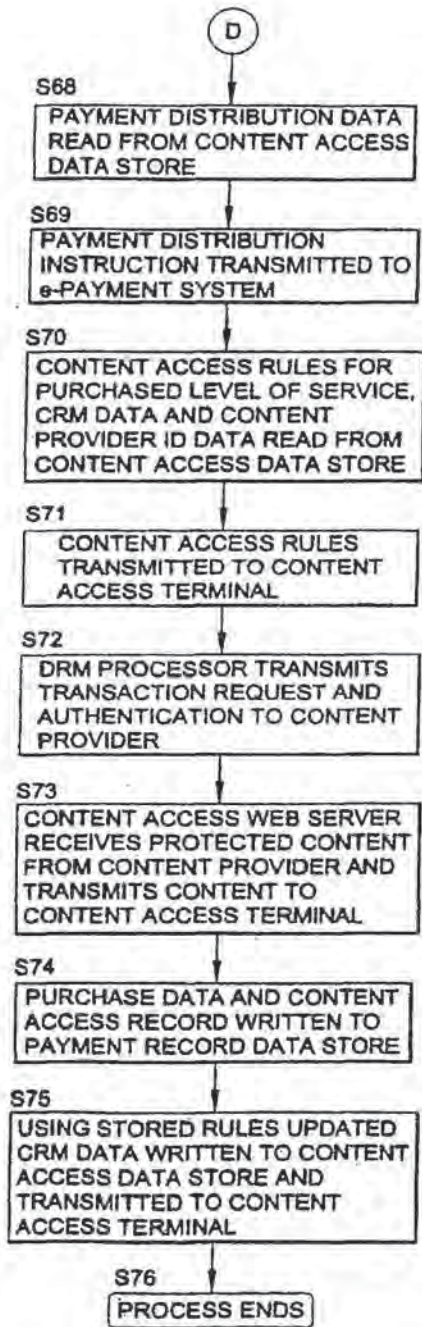 D
S68
PAYMENT DISTRIBUTION DATA
READ FROM CONTENT ACCESS
DATA STORE
S69
PAYMENT DISTRIBUTION
INSTRUCTION TRANSMITTED TO
e-PAYMENT SYSTEM
S70
CONTENT ACCESS RULES FOR
PURCHASED LEVEL OF SERVICE,
CRM DATA AND CONTENT
PROVIDER ID DATA READ FROM
CONTENT ACCESS DATA STORE
S71
CONTENT ACCESS RULES
TRANSMITTED TO CONTENT
ACCESS TERMINAL
S72
DRM PROCESSOR TRANSMITS
TRANSACTION REQUEST AND
AUTHENTICATION TO CONTENT
PROVIDER
S73
CONTENT ACCESS WEB SERVER
RECEIVES PROTECTED CONTENT
FROM CONTENT PROVIDER AND
TRANSMITS CONTENT TO
CONTENT ACCESS TERMINAL
S74
PURCHASE DATA AND CONTENT
ACCESS RECORD WRITTEN TO
PAYMENT RECORD DATA STORE
S75
USING STORED RULES UPDATED
CRM DATA WRITTEN TO CONTENT
ACCESS DATA STORE AND
TRANSMITTED TO CONTENT
ACCESS TERMINAL
S76
PROCESS ENDS